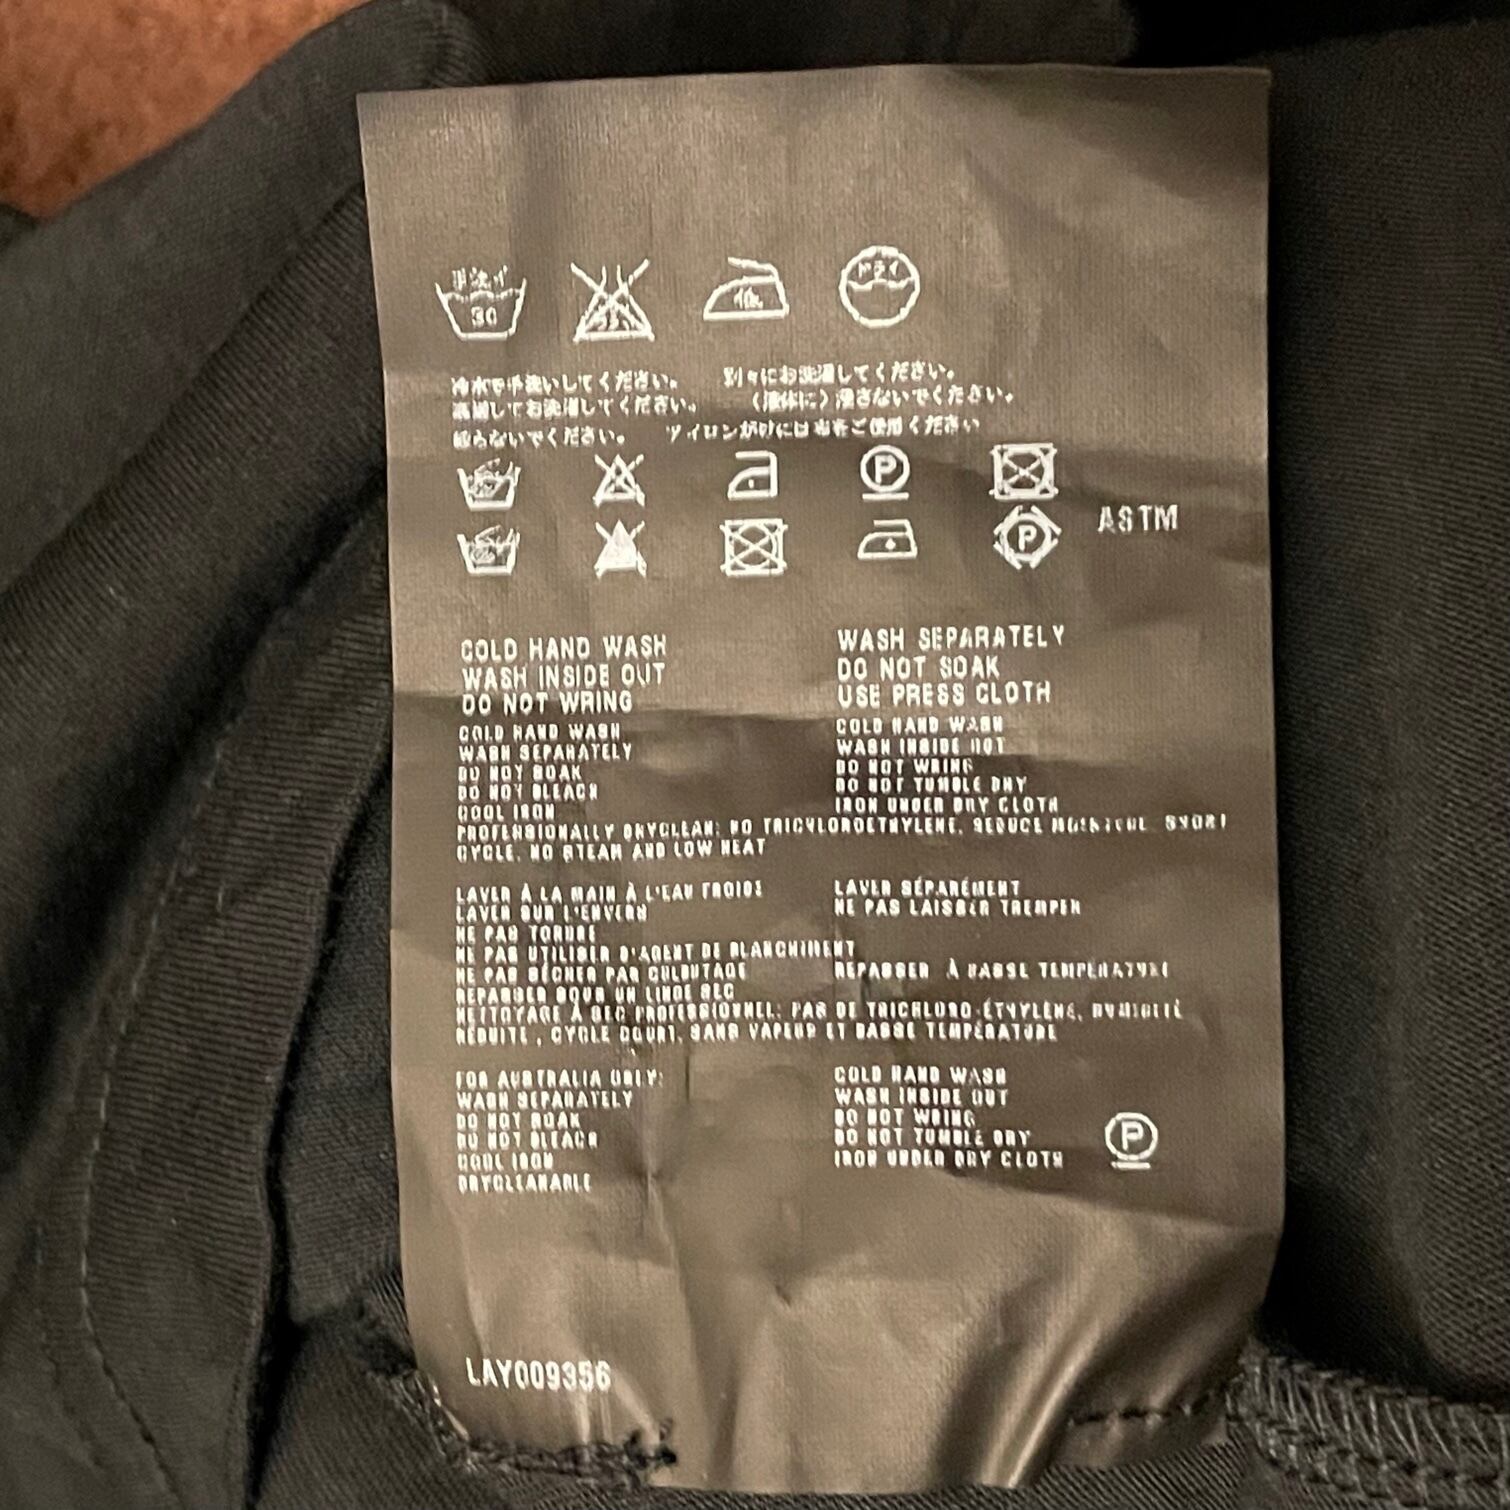 手洗イ
30
エンソ
低
ドライ
冷水で手洗いしてください。 別々にお洗濯してください。
裏返してお洗濯してください。 (液体に)浸さないでください。
絞らないでください。 アイロンがけには布をご使用ください
P
P
ASTM
COLD HAND WASH
WASH INSIDE OUT
DO NOT WRING
WASH SEPARATELY
DO NOT SOAK
USE PRESS CLOTH
COLD HAND WASH
WASH SEPARATELY
DO NOT SOAK
DO NOT BLEACH
COOL IRON
COLD HAND WASH
WASH INSIDE OUT
DO NOT WRING
DO NOT TUMBLE DRY
IRON UNDER DRY CLOTH
PROFESSIONALLY DRYCLEAN: NO TRICHLOROETHYLENE, REDUCE MOISTURE, SHORT
CYCLE, NO STEAM AND LOW HEAT
LAVER À LA MAIN À L'EAU FROIDE
LAVER SUR L'ENVERS
NE PAS TORDRE
NE PAS UTILISER D'AGENT DE BLANCHIMENT
NE PAS SÉCHER PAR CULBUTAGE
REPASSER SOUS UN LINGE SEC
LAVER SÉPARÉMENT
NE PAS LAISSER TREMPER
REPASSER À BASSE TEMPÉRATURE
NETTOYAGE À SEC PROFESSIONNEL: PAS DE TRICHLORO-ÉTHYLÈNE, HUMIDITÉ
RÉDUITE, CYCLE COURT, SANS VAPEUR ET BASSE TEMPÉRATURE
FOR AUSTRALIA ONLY:
WASH SEPARATELY
DO NOT SOAK
DO NOT BLEACH
COOL IRON
DRYCLEANABLE
COLD HAND WASH
WASH INSIDE OUT
DO NOT WRING
DO NOT TUMBLE DRY
IRON UNDER DRY CLOTH
P
LAY009356